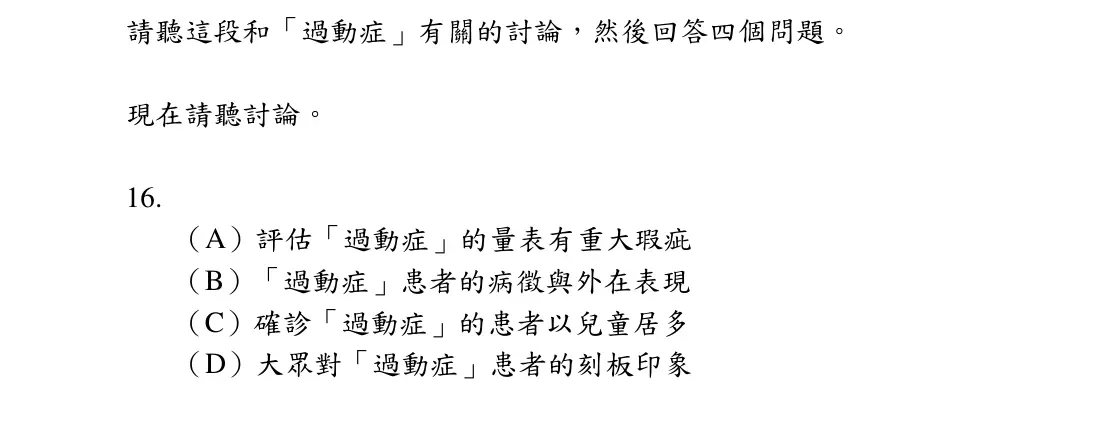 請聽這段和「過動症」有關的討論，然後回答四個問題。
現在請聽討論。
16.
（A）評估「過動症」的量表有重大瑕疵
（B）「過動症」患者的病徵與外在表現
（C）確診「過動症」的患者以兒童居多
（D）大眾對「過動症」患者的刻板印象